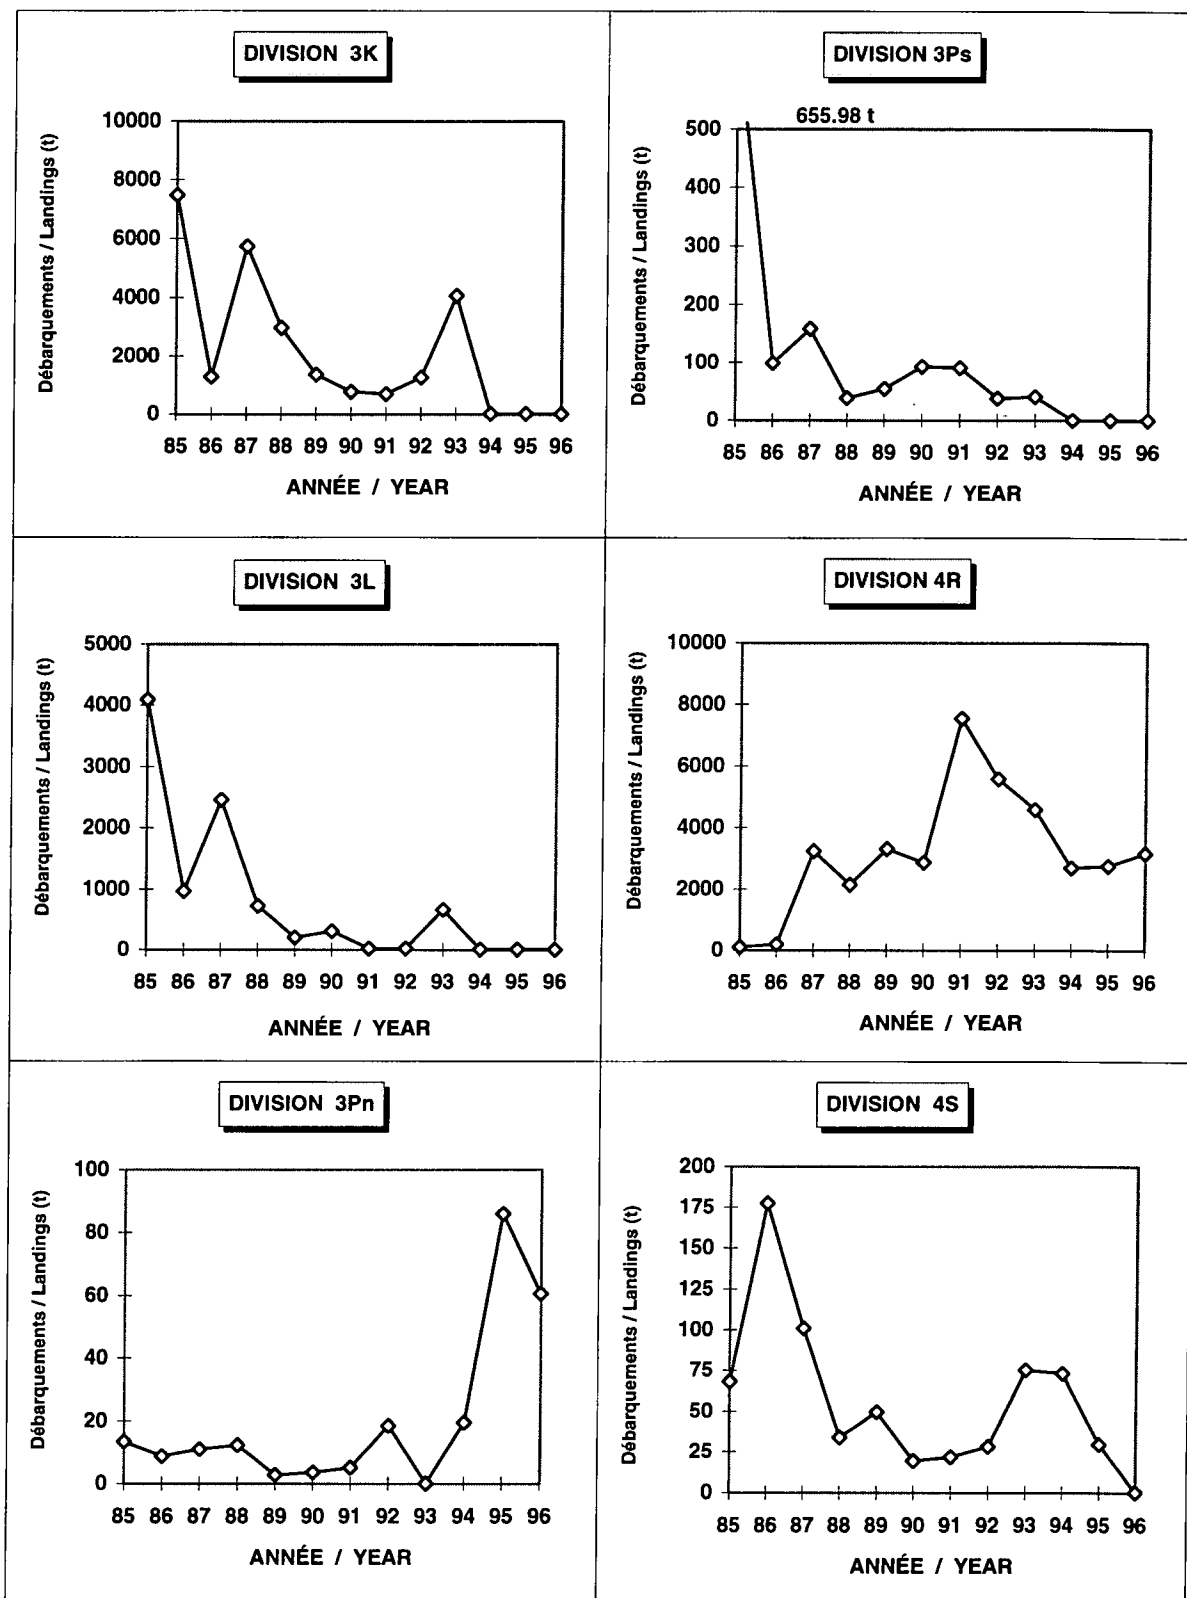 DIVISION 3K
Débarquements / Landings (t)
10000
8000
6000
4000
2000
0
85 86 87 88 89 90 91 92 93 94 95 96
ANNÉE / YEAR
DIVISION 3Ps
655.98 t
Débarquements / Landings (t)
500
400
300
200
100
0
85 86 87 88 89 90 91 92 93 94 95 96
ANNÉE / YEAR
DIVISION 3L
Débarquements / Landings (t)
5000
4000
3000
2000
1000
0
85 86 87 88 89 90 91 92 93 94 95 96
ANNÉE / YEAR
DIVISION 4R
Débarquements / Landings (t)
10000
8000
6000
4000
2000
0
85 86 87 88 89 90 91 92 93 94 95 96
ANNÉE / YEAR
DIVISION 3Pn
Débarquements / Landings (t)
100
80
60
40
20
0
85 86 87 88 89 90 91 92 93 94 95 96
ANNÉE / YEAR
DIVISION 4S
Débarquements / Landings (t)
200
175
150
125
100
75
50
25
0
85 86 87 88 89 90 91 92 93 94 95 96
ANNÉE / YEAR